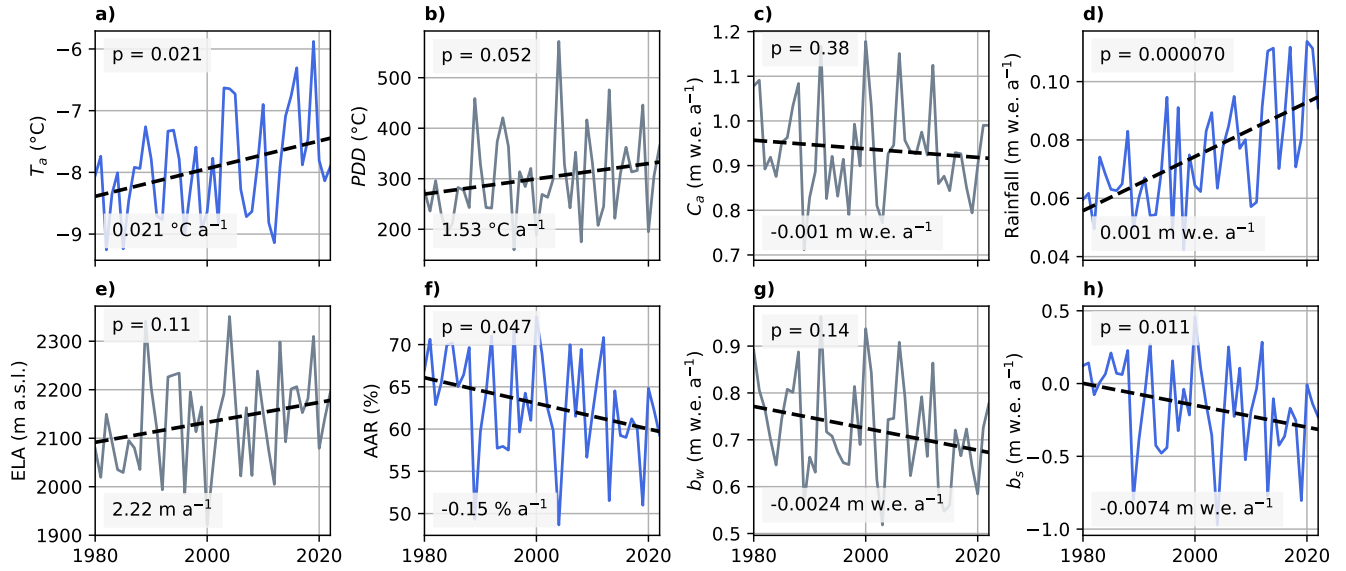 a)
p = 0.021
0.021 °C a⁻¹
Tₐ (°C)
−6
−7
−8
−9
b)
p = 0.052
1.53 °C a⁻¹
PDD (°C)
500
400
300
200
c)
p = 0.38
-0.001 m w.e. a⁻¹
Cₐ (m w.e. a⁻¹)
1.2
1.1
1.0
0.9
0.8
0.7
d)
p = 0.000070
0.001 m w.e. a⁻¹
Rainfall (m w.e. a⁻¹)
0.10
0.08
0.06
0.04
e)
p = 0.11
2.22 m a⁻¹
ELA (m a.s.l.)
2300
2200
2100
2000
1900
1980
2000
2020
f)
p = 0.047
-0.15 % a⁻¹
AAR (%)
70
65
60
55
50
1980
2000
2020
g)
p = 0.14
-0.0024 m w.e. a⁻¹
b_w (m w.e. a⁻¹)
0.9
0.8
0.7
0.6
0.5
1980
2000
2020
h)
p = 0.011
-0.0074 m w.e. a⁻¹
bₛ (m w.e. a⁻¹)
0.5
0.0
−0.5
−1.0
1980
2000
2020